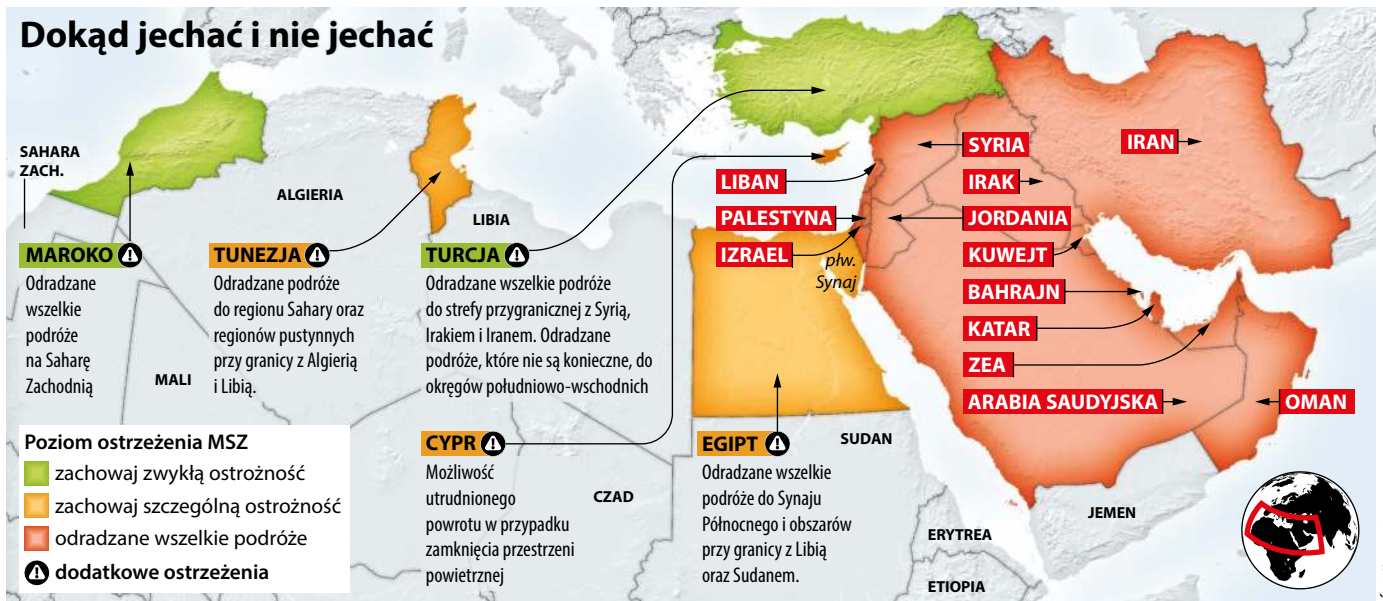 Dokąd jechać i nie jechać
SAHARA
ZACH.
ALGIERIA
LIBIA
MALI
CZAD
SUDAN
ERYTREA
ETIOPIA
JEMEN
płw.
Synaj
MAROKO
Odradzane
wszelkie
podróże
na Saharę
Zachodnią
TUNEZJA
Odradzane podróże
do regionu Sahary oraz
regionów pustynnych
przy granicy z Algierią
i Libią.
TURCJA
Odradzane wszelkie podróże
do strefy przygranicznej z Syrią,
Irakiem i Iranem. Odradzane
podróże, które nie są konieczne, do
okręgów południowo-wschodnich
CYPR
Możliwość
utrudnionego
powrotu w przypadku
zamknięcia przestrzeni
powietrznej
EGIPT
Odradzane wszelkie
podróże do Synaju
Północnego i obszarów
przy granicy z Libią
oraz Sudanem.
LIBAN
PALESTYNA
IZRAEL
SYRIA
IRAK
JORDANIA
KUWEJT
BAHRAJN
KATAR
ZEA
ARABIA SAUDYJSKA
IRAN
OMAN
Poziom ostrzeżenia MSZ
zachowaj zwykłą ostrożność
zachowaj szczególną ostrożność
odradzane wszelkie podróże
dodatkowe ostrzeżenia